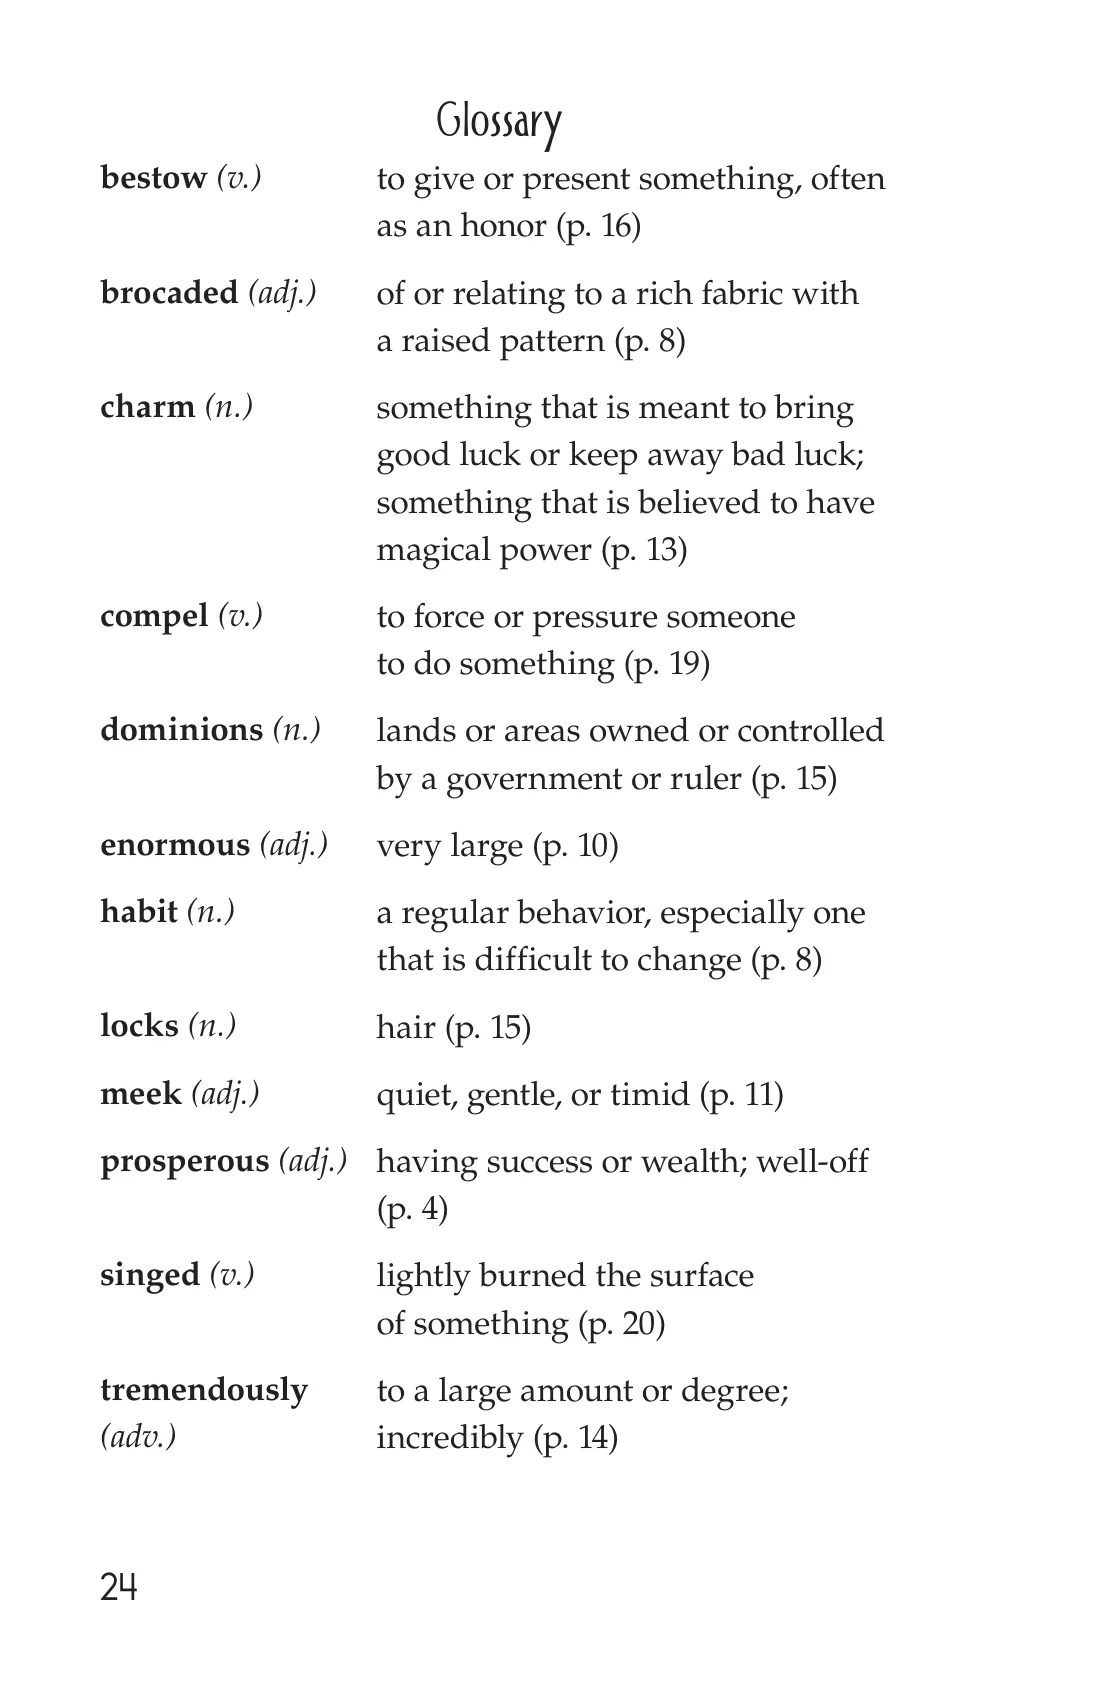 Glossary
bestow (v.) to give or present something, often
as an honor (p. 16)
brocaded (adj.) of or relating to a rich fabric with
a raised pattern (p. 8)
charm (n.) something that is meant to bring
good luck or keep away bad luck;
something that is believed to have
magical power (p. 13)
compel (v.) to force or pressure someone
to do something (p. 19)
dominions (n.) lands or areas owned or controlled
by a government or ruler (p. 15)
enormous (adj.) very large (p. 10)
habit (n.) a regular behavior, especially one
that is difficult to change (p. 8)
locks (n.) hair (p. 15)
meek (adj.) quiet, gentle, or timid (p. 11)
prosperous (adj.) having success or wealth; well-off
(p. 4)
singed (v.) lightly burned the surface
of something (p. 20)
tremendously to a large amount or degree;
(adv.) incredibly (p. 14)
24